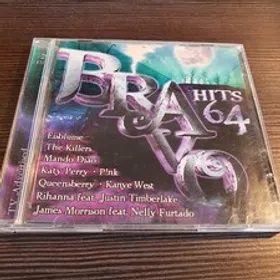 BRAVO
HITS
64
Eisblume
The Killers
Mando Diao
Katy Perry • P!nk
Queensberry • Kanye West
Rihanna feat. Justin Timberlake
James Morrison feat. Nelly Furtado
TV Advertised